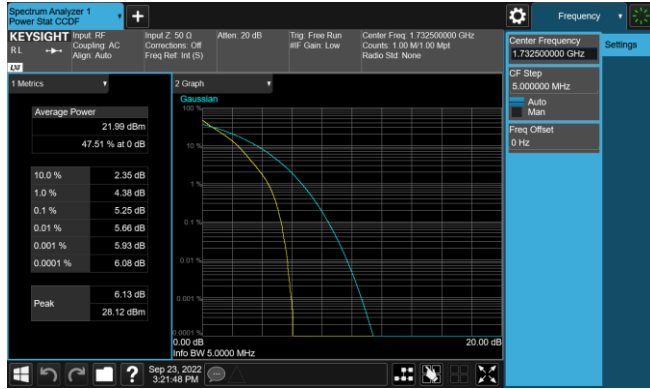 Spectrum Analyzer 1
Power Stat CCDF
Frequency
KEYSIGHT
RL
LXI
Input: RF
Coupling: AC
Align: Auto
Input Z: 50 Ω
Corrections: Off
Freq Ref: Int (S)
Atten: 20 dB
Trig: Free Run
#IF Gain: Low
Center Freq: 1.732500000 GHz
Counts: 1.00 M/1.00 Mpt
Radio Std: None
Center Frequency
1.732500000 GHz
Settings
CF Step
5.000000 MHz
Auto
Man
Freq Offset
0 Hz
1 Metrics
Average Power
21.99 dBm
47.51 % at 0 dB
10.0 % 2.35 dB
1.0 % 4.38 dB
0.1 % 5.25 dB
0.01 % 5.66 dB
0.001 % 5.93 dB
0.0001 % 6.08 dB
Peak 6.13 dB
28.12 dBm
2 Graph
Gaussian
100 %
10 %
1 %
0.1 %
0.01 %
0.001 %
0.0001 %
0.00 dB 20.00 dB
Info BW 5.0000 MHz
?
Sep 23, 2022
3:21:48 PM